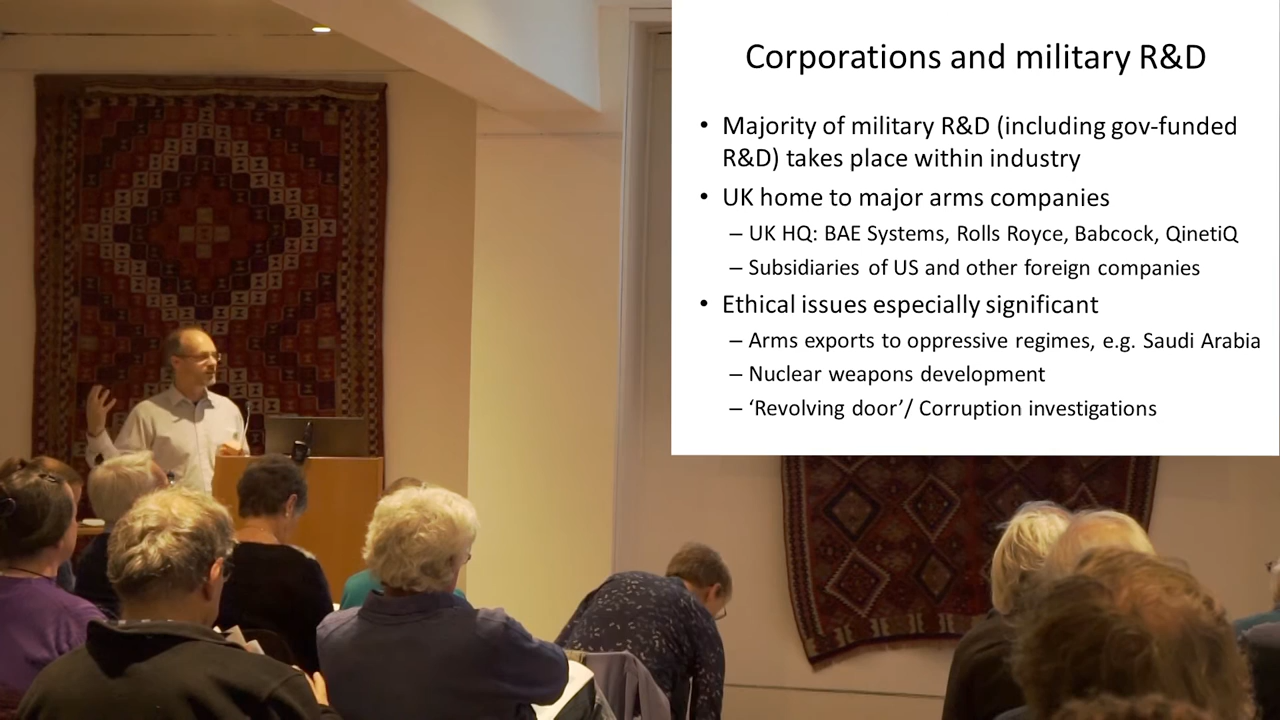 Corporations and military R&D
• Majority of military R&D (including gov-funded
R&D) takes place within industry
• UK home to major arms companies
– UK HQ: BAE Systems, Rolls Royce, Babcock, QinetiQ
– Subsidiaries of US and other foreign companies
• Ethical issues especially significant
– Arms exports to oppressive regimes, e.g. Saudi Arabia
– Nuclear weapons development
– ‘Revolving door’/ Corruption investigations